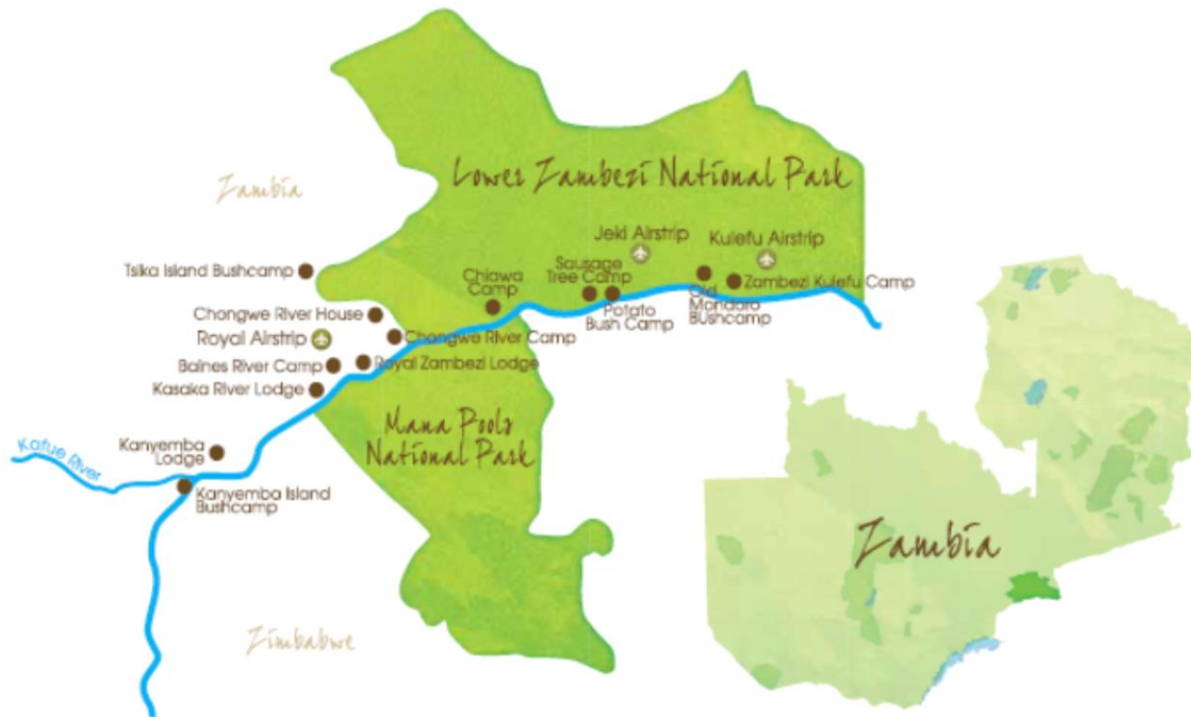 Lower Zambezi National Park
Zambia
Jeki Airstrip
Kulefu Airstrip
Tsika Island Bushcamp
Chiawa
Camp
Sausage
Tree Camp
Zambezi Kulefu Camp
Old
Mondoro
Bushcamp
Potato
Bush Camp
Chongwe River House
Royal Airstrip
Chongwe River Camp
Baines River Camp
Royal Zambezi Lodge
Kasaka River Lodge
Mana Pools
National Park
Kafue River
Kanyemba
Lodge
Kanyemba Island
Bushcamp
Zambia
Zimbabwe